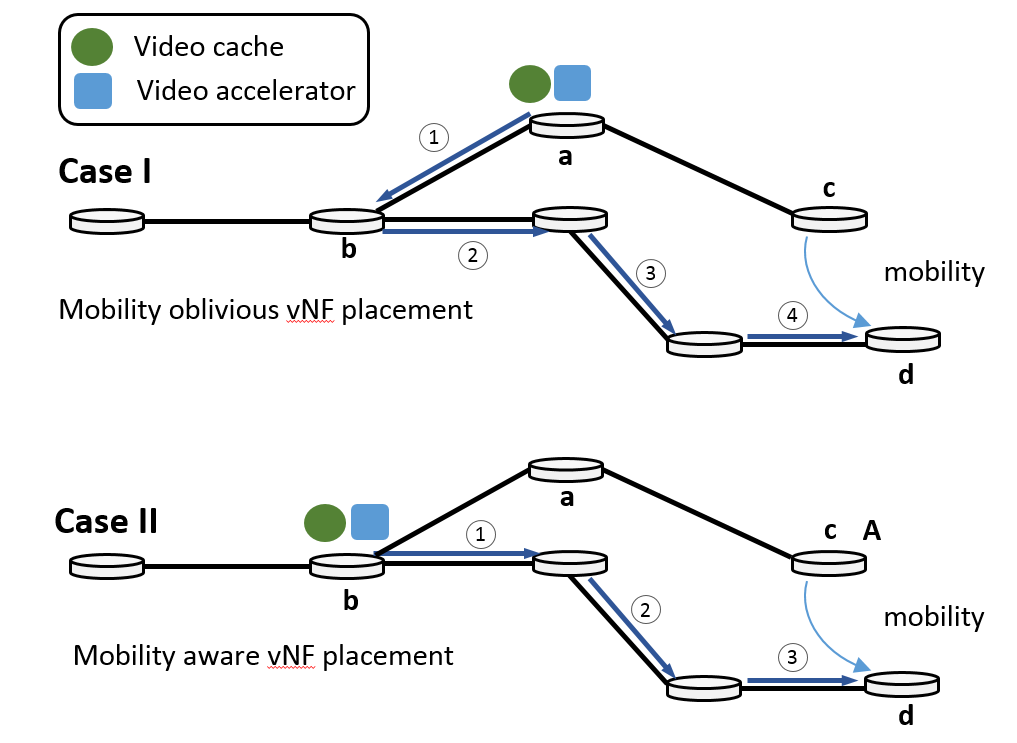 Video cache
Video accelerator
Case I
1
a
c
b
2
3
mobility
Mobility oblivious vNF placement
4
d
a
Case II
1
c A
b
2
mobility
Mobility aware vNF placement
3
d